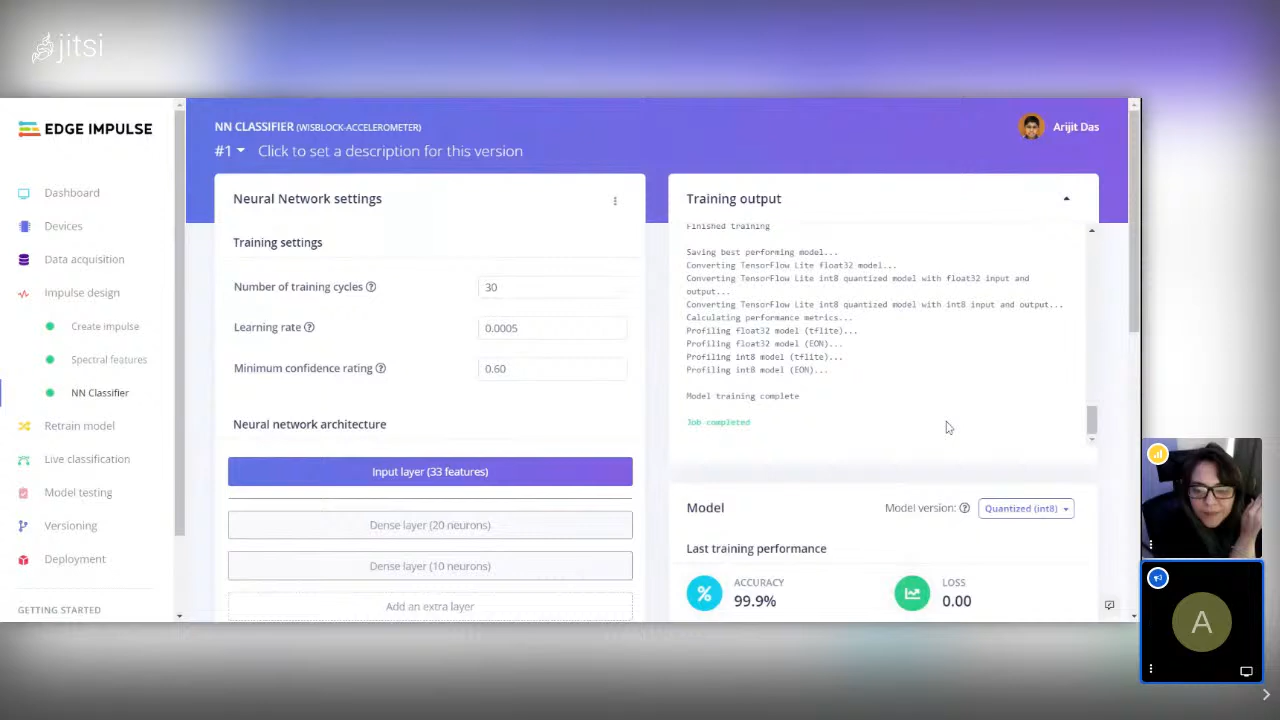 jitsi
EDGE IMPULSE
Dashboard
Devices
Data acquisition
Impulse design
Create impulse
Spectral features
NN Classifier
Retrain model
Live classification
Model testing
Versioning
Deployment
GETTING STARTED
NN CLASSIFIER (WISBLOCK-ACCELEROMETER)
#1 Click to set a description for this version
Arijit Das
Neural Network settings
Training settings
Number of training cycles ? 30
Learning rate ? 0.0005
Minimum confidence rating ? 0.60
Neural network architecture
Input layer (33 features)
Dense layer (20 neurons)
Dense layer (10 neurons)
Add an extra layer
Training output
Finished training
Saving best performing model...
Converting TensorFlow Lite float32 model...
Converting TensorFlow Lite int8 quantized model with float32 input and
output...
Converting TensorFlow Lite int8 quantized model with int8 input and output...
Calculating performance metrics...
Profiling float32 model (tflite)...
Profiling float32 model (EON)...
Profiling int8 model (tflite)...
Profiling int8 model (EON)...
Model training complete
Job completed
Model
Model version: ? Quantized (int8)
Last training performance
%
ACCURACY
99.9%
LOSS
0.00
A